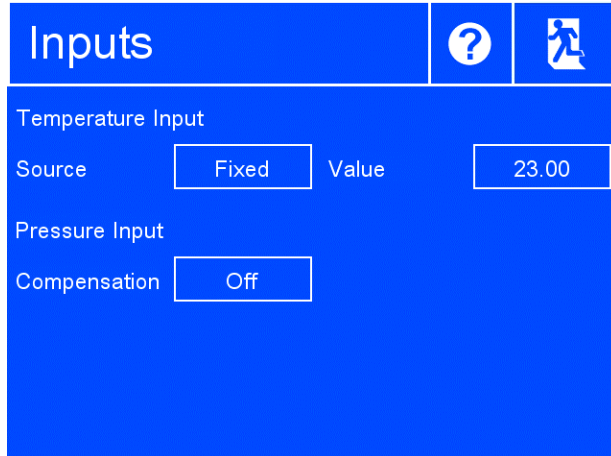 Inputs ?
Temperature Input
Source Fixed Value 23.00
Pressure Input
Compensation Off